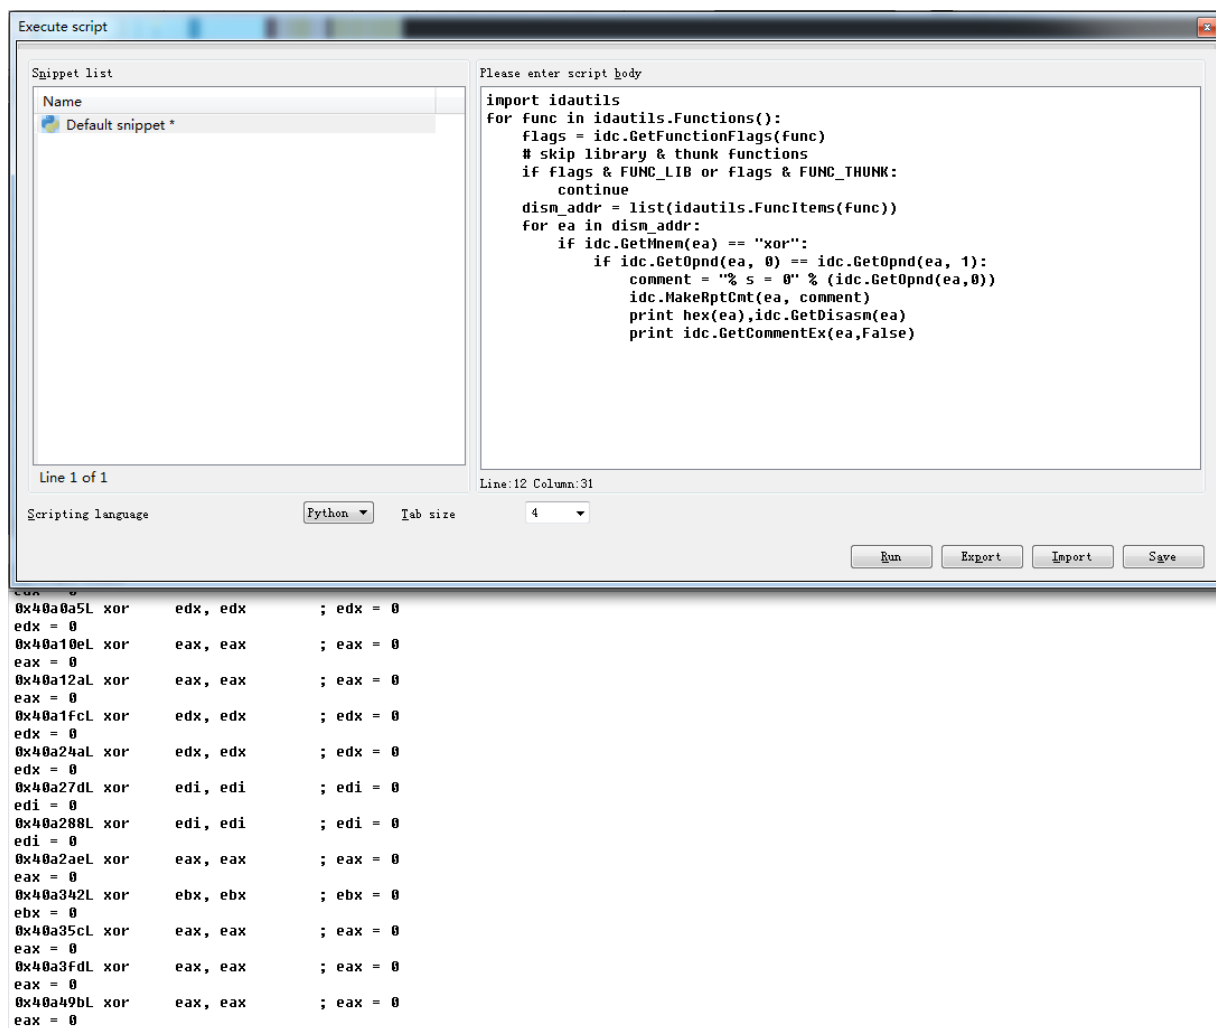 Execute script
Snippet list
Name
Default snippet *
Line 1 of 1
Please enter script body
import idautils
for func in idautils.Functions():
    flags = idc.GetFunctionFlags(func)
    # skip library & thunk functions
    if flags & FUNC_LIB or flags & FUNC_THUNK:
        continue
    dism_addr = list(idautils.FuncItems(func))
    for ea in dism_addr:
        if idc.GetMnem(ea) == "xor":
            if idc.GetOpnd(ea, 0) == idc.GetOpnd(ea, 1):
                comment = "% s = 0" % (idc.GetOpnd(ea,0))
                idc.MakeRptCmt(ea, comment)
                print hex(ea),idc.GetDisasm(ea)
                print idc.GetCommentEx(ea,False)
Line:12 Column:31
Scripting language Python Tab size 4
Run Export Import Save
edx = 0
0x40a0a5L xor     edx, edx        ; edx = 0
edx = 0
0x40a10eL xor     eax, eax        ; eax = 0
eax = 0
0x40a12aL xor     eax, eax        ; eax = 0
eax = 0
0x40a1fcL xor     edx, edx        ; edx = 0
edx = 0
0x40a24aL xor     edx, edx        ; edx = 0
edx = 0
0x40a27dL xor     edi, edi        ; edi = 0
edi = 0
0x40a288L xor     edi, edi        ; edi = 0
edi = 0
0x40a2aeL xor     eax, eax        ; eax = 0
eax = 0
0x40a342L xor     ebx, ebx        ; ebx = 0
ebx = 0
0x40a35cL xor     eax, eax        ; eax = 0
eax = 0
0x40a3fdL xor     eax, eax        ; eax = 0
eax = 0
0x40a49bL xor     eax, eax        ; eax = 0
eax = 0